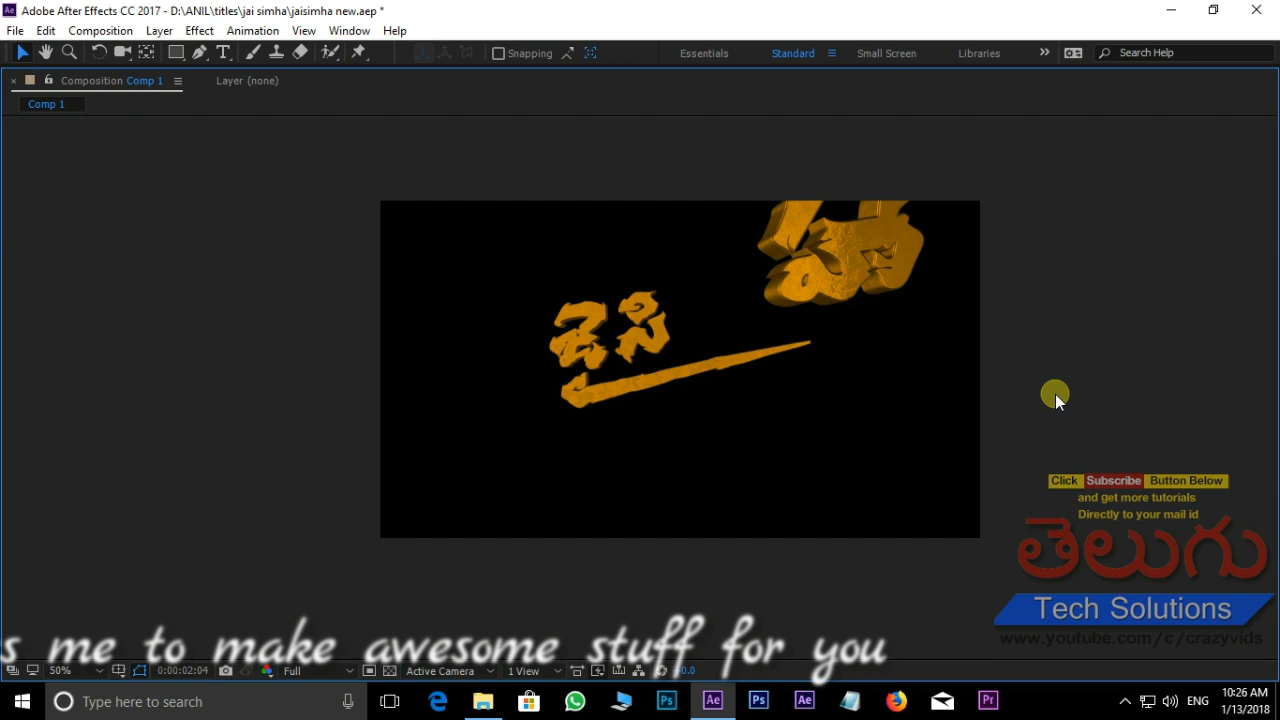 Adobe After Effects CC 2017 - D:\ANIL\titles\jai simha\jaisimha new.aep *
File Edit Composition Layer Effect Animation View Window Help
Snapping Essentials Standard Small Screen Libraries Search Help
Composition Comp 1 Layer (none)
Comp 1
Click Subscribe Button Below
and get more tutorials
Directly to your mail id
తెలుగు
Tech Solutions
www.youtube.com/c/crazyvids
s me to make awesome stuff for you
50% 0:00:02:04 Full Active Camera 1 View
Type here to search
ENG 10:26 AM
1/13/2018